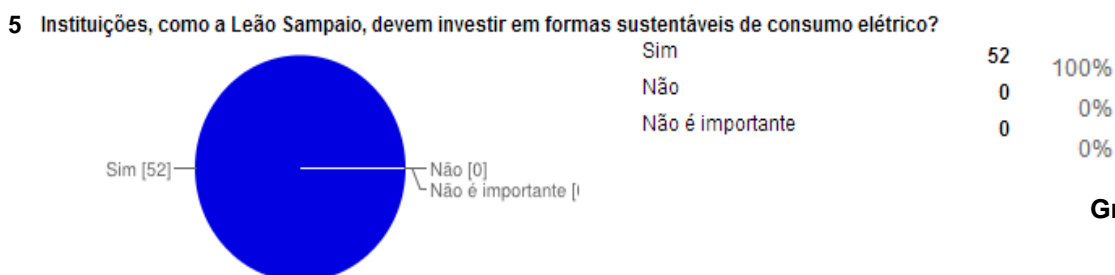 5 Instituições, como a Leão Sampaio, devem investir em formas sustentáveis de consumo elétrico?
Sim 52 100%
Não 0 0%
Não é importante 0 0%
Sim [52]
Não [0]
Não é importante [